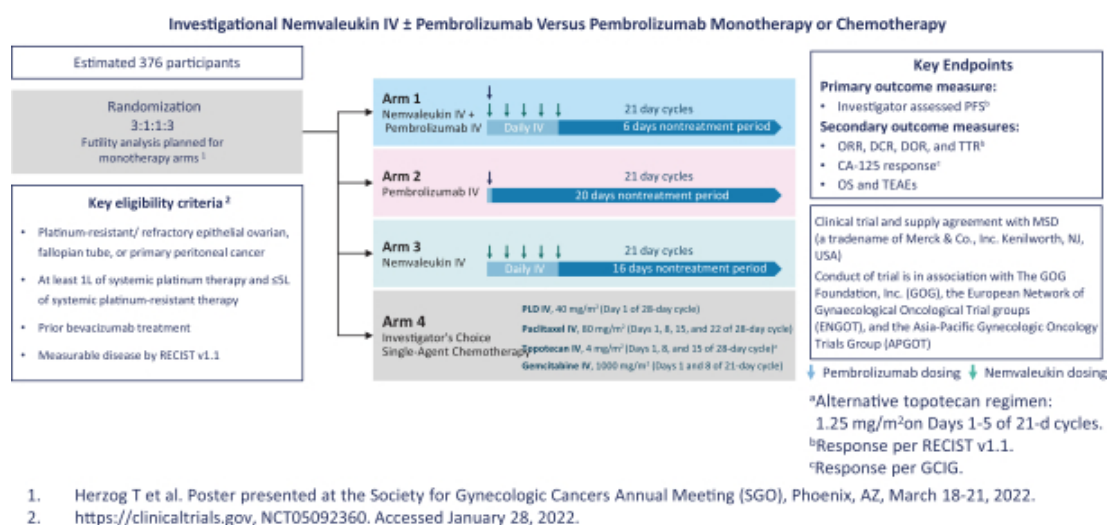 Investigational Nemvaleukin IV ± Pembrolizumab Versus Pembrolizumab Monotherapy or Chemotherapy
Estimated 376 participants
Randomization
3:1:1:3
Futility analysis planned for
monotherapy arms 1
Key eligibility criteria 2
• Platinum-resistant/ refractory epithelial ovarian,
fallopian tube, or primary peritoneal cancer
• At least 1L of systemic platinum therapy and ≤5L
of systemic platinum-resistant therapy
• Prior bevacizumab treatment
• Measurable disease by RECIST v1.1
Arm 1
Nemvaleukin IV +
Pembrolizumab IV
21 day cycles
Daily IV
6 days nontreatment period
Arm 2
Pembrolizumab IV
21 day cycles
20 days nontreatment period
Arm 3
Nemvaleukin IV
21 day cycles
Daily IV
16 days nontreatment period
Arm 4
Investigator's Choice
Single-Agent Chemotherapy
PLD IV, 40 mg/m² (Day 1 of 28-day cycle)
Paclitaxel IV, 80 mg/m² (Days 1, 8, 15, and 22 of 28-day cycle)
Topotecan IV, 4 mg/m² (Days 1, 8, and 15 of 28-day cycle)ᵃ
Gemcitabine IV, 1000 mg/m² (Days 1 and 8 of 21-day cycle)
Key Endpoints
Primary outcome measure:
• Investigator assessed PFSᵇ
Secondary outcome measures:
• ORR, DCR, DOR, and TTRᵇ
• CA-125 responseᶜ
• OS and TEAEs
Clinical trial and supply agreement with MSD
(a tradename of Merck & Co., Inc. Kenilworth, NJ,
USA)
Conduct of trial is in association with The GOG
Foundation, Inc. (GOG), the European Network of
Gynaecological Oncological Trial groups
(ENGOT), and the Asia-Pacific Gynecologic Oncology
Trials Group (APGOT)
Pembrolizumab dosing Nemvaleukin dosing
ᵃAlternative topotecan regimen:
1.25 mg/m²on Days 1-5 of 21-d cycles.
ᵇResponse per RECIST v1.1.
ᶜResponse per GCIG.
1. Herzog T et al. Poster presented at the Society for Gynecologic Cancers Annual Meeting (SGO), Phoenix, AZ, March 18-21, 2022.
2. https://clinicaltrials.gov, NCT05092360. Accessed January 28, 2022.